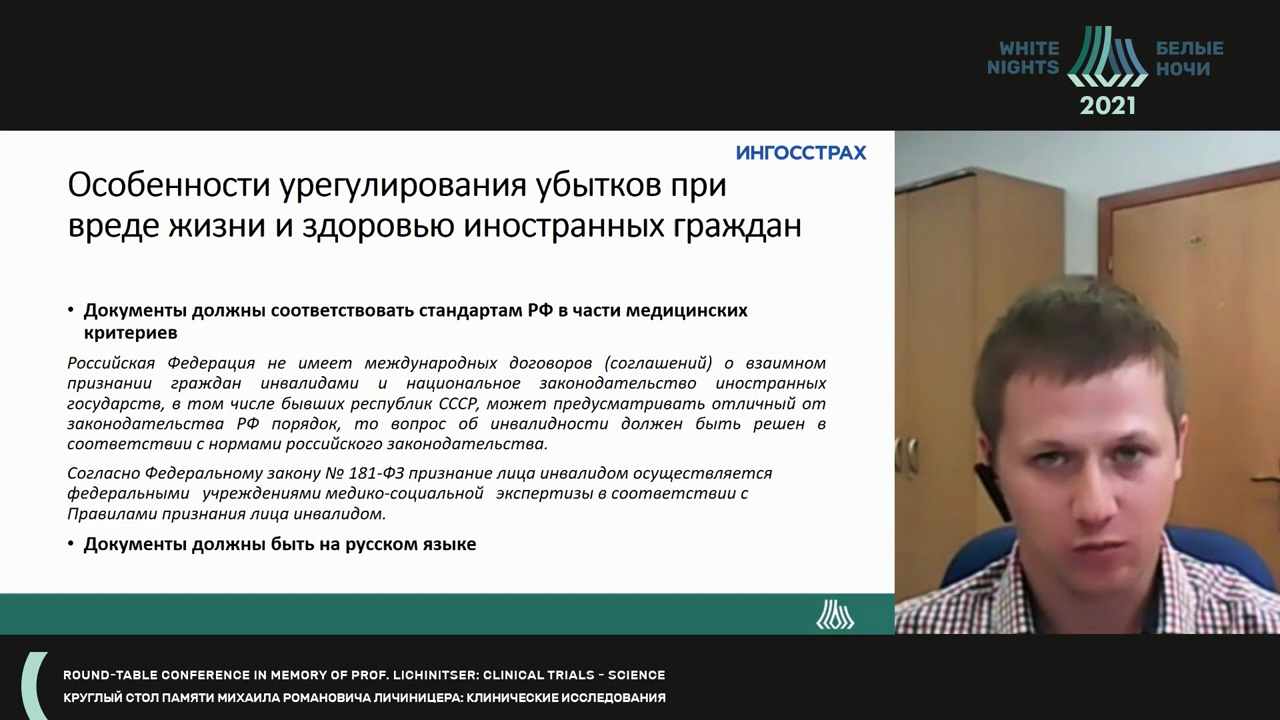 WHITE
NIGHTS
БЕЛЫЕ
НОЧИ
2021
ИНГОССТРАХ
Особенности урегулирования убытков при
вреде жизни и здоровью иностранных граждан
• Документы должны соответствовать стандартам РФ в части медицинских
критериев
Российская Федерация не имеет международных договоров (соглашений) о взаимном
признании граждан инвалидами и национальное законодательство иностранных
государств, в том числе бывших республик СССР, может предусматривать отличный от
законодательства РФ порядок, то вопрос об инвалидности должен быть решен в
соответствии с нормами российского законодательства.
Согласно Федеральному закону № 181-ФЗ признание лица инвалидом осуществляется
федеральными учреждениями медико-социальной экспертизы в соответствии с
Правилами признания лица инвалидом.
• Документы должны быть на русском языке
ROUND-TABLE CONFERENCE IN MEMORY OF PROF. LICHINITSER: CLINICAL TRIALS - SCIENCE
КРУГЛЫЙ СТОЛ ПАМЯТИ МИХАИЛА РОМАНОВИЧА ЛИЧИНИЦЕРА: КЛИНИЧЕСКИЕ ИССЛЕДОВАНИЯ